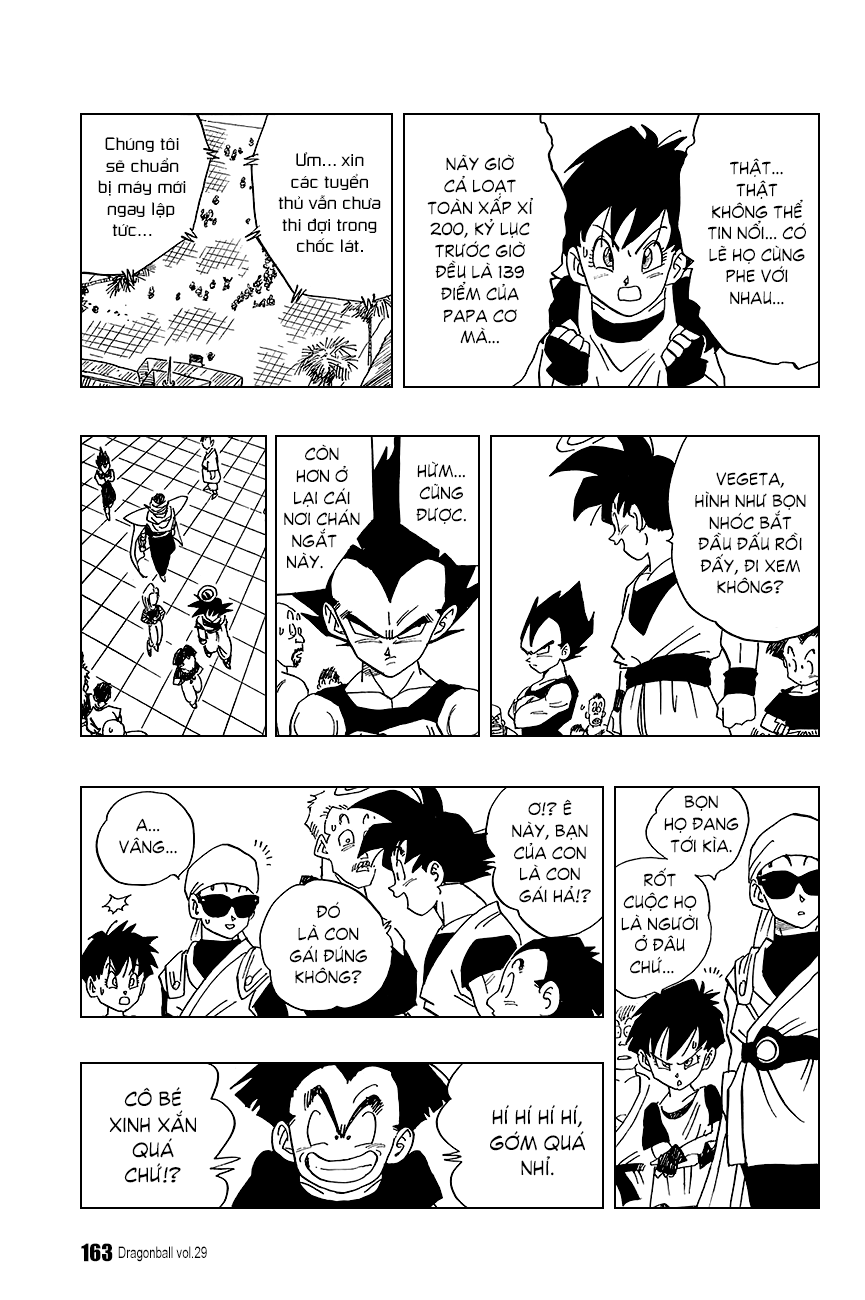 THẬT...
THẬT
KHÔNG THỂ
TIN NỔI... CÓ
LẼ HỌ CÙNG
PHE VỚI
NHAU...
NÃY GIỜ
CẢ LOẠT
TOÀN XẤP XỈ
200, KỶ LỤC
TRƯỚC GIỜ
ĐỀU LÀ 139
ĐIỂM CỦA
PAPA CƠ
MÀ...
Ưm... xin
các tuyển
thủ vẫn chưa
thi đợi trong
chốc lát.
Chúng tôi
sẽ chuẩn
bị máy mới
ngay lập
tức...
VEGETA,
HÌNH NHƯ BỌN
NHÓC BẮT
ĐẦU ĐẤU RỒI
ĐẤY, ĐI XEM
KHÔNG?
HỪM...
CŨNG
ĐƯỢC.
CÒN
HƠN Ở
LẠI CÁI
NƠI CHÁN
NGẮT
NÀY.
BỌN
HỌ ĐANG
TỚI KÌA.
RỐT
CUỘC HỌ
LÀ NGƯỜI
Ở ĐÂU
CHỨ...
Ơ!? Ê
NÀY, BẠN
CỦA CON
LÀ CON
GÁI HẢ!?
ĐÓ
LÀ CON
GÁI ĐÚNG
KHÔNG?
A...
VÂNG...
HÍ HÍ HÍ HÍ,
GỚM QUÁ
NHỈ.
CÔ BÉ
XINH XẮN
QUÁ
CHỨ!?
163 Dragonball vol.29